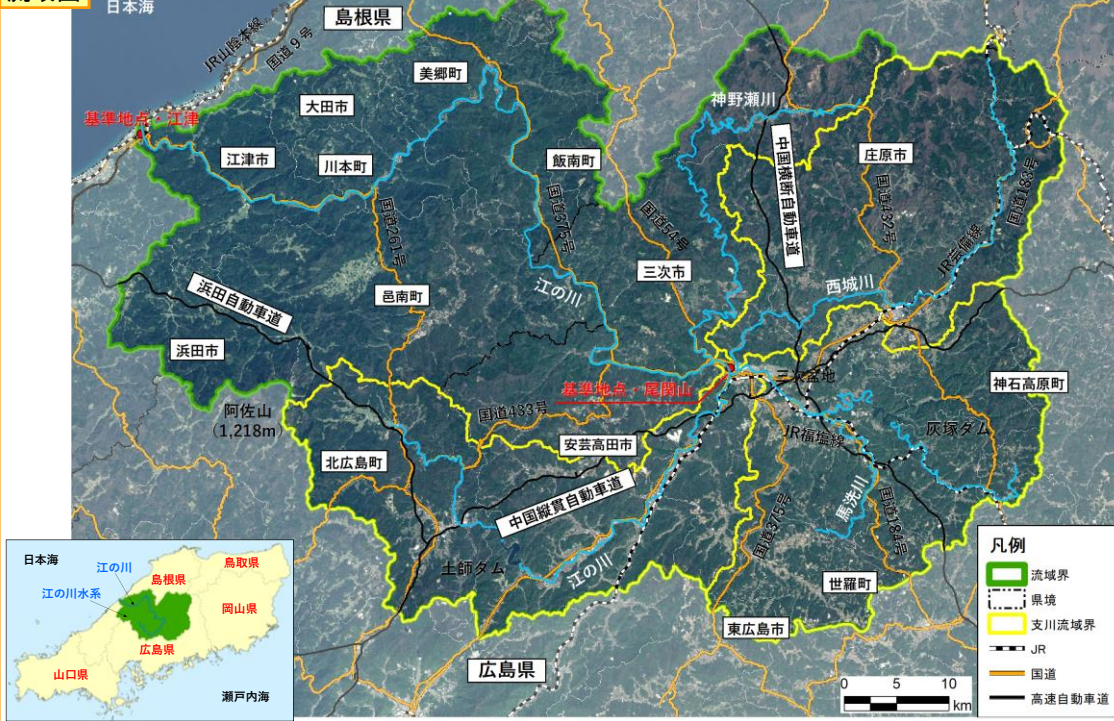 日本海
島根県
JR山陰本線
国道9号
美郷町
大田市
基準地点・江津
江津市
川本町
飯南町
神野瀬川
中国横断自動車道
庄原市
国道432号
国道183号
国道261号
国道375号
国道54号
JR芸備線
三次市
西城川
江の川
邑南町
浜田自動車道
浜田市
三次盆地
神石高原町
基準地点・尾関山
阿佐山
(1,218m)
国道433号
安芸高田市
JR福塩線
灰塚ダム
北広島町
中国縦貫自動車道
馬洗川
国道375号
国道184号
土師ダム
江の川
世羅町
東広島市
広島県
日本海
江の川
江の川水系
島根県
鳥取県
岡山県
広島県
山口県
瀬戸内海
凡例
流域界
県境
支川流域界
JR
国道
高速自動車道
0 5 10
km